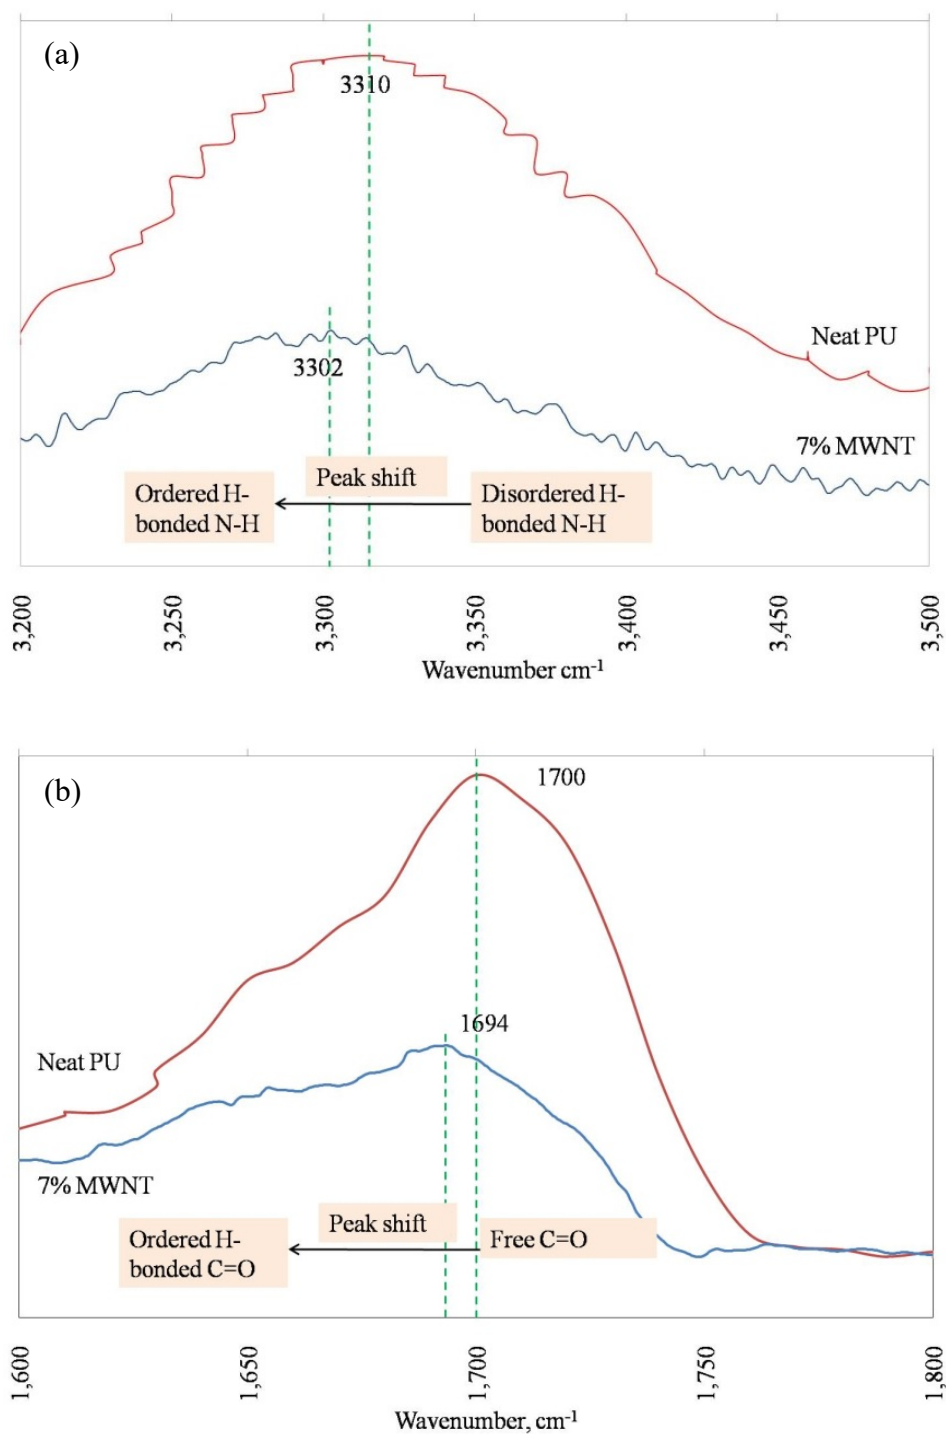 (a)
3310
Neat PU
3302
7% MWNT
Peak shift
Ordered H-
bonded N-H
Disordered H-
bonded N-H
3,200
3,250
3,300
3,350
3,400
3,450
3,500
Wavenumber cm-1
(b)
1700
1694
Neat PU
7% MWNT
Peak shift
Ordered H-
bonded C=O
Free C=O
1,600
1,650
1,700
1,750
1,800
Wavenumber, cm-1